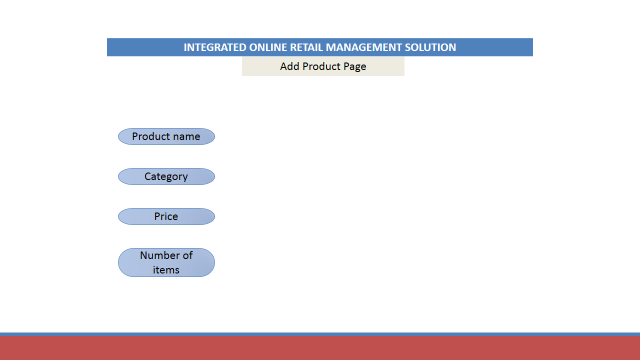 INTEGRATED ONLINE RETAIL MANAGEMENT SOLUTION
Add Product Page
Product name
Category
Price
Number of
items